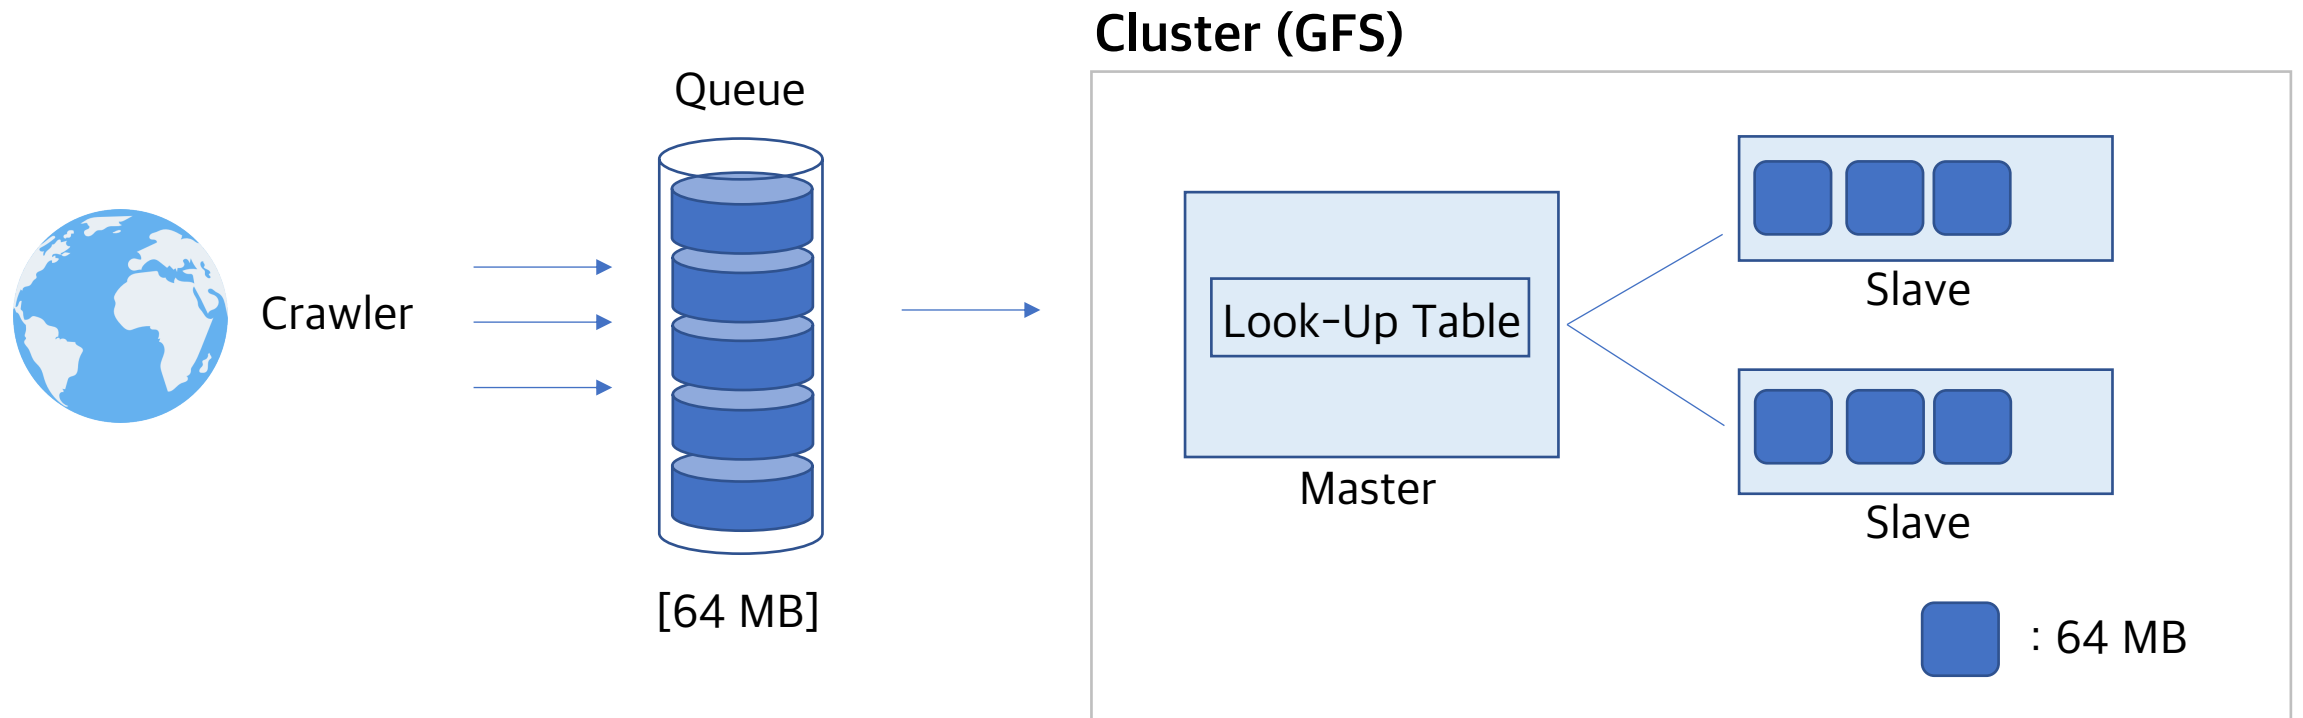 Cluster (GFS)
Queue
Crawler
[64 MB]
Look-Up Table
Master
Slave
Slave
: 64 MB